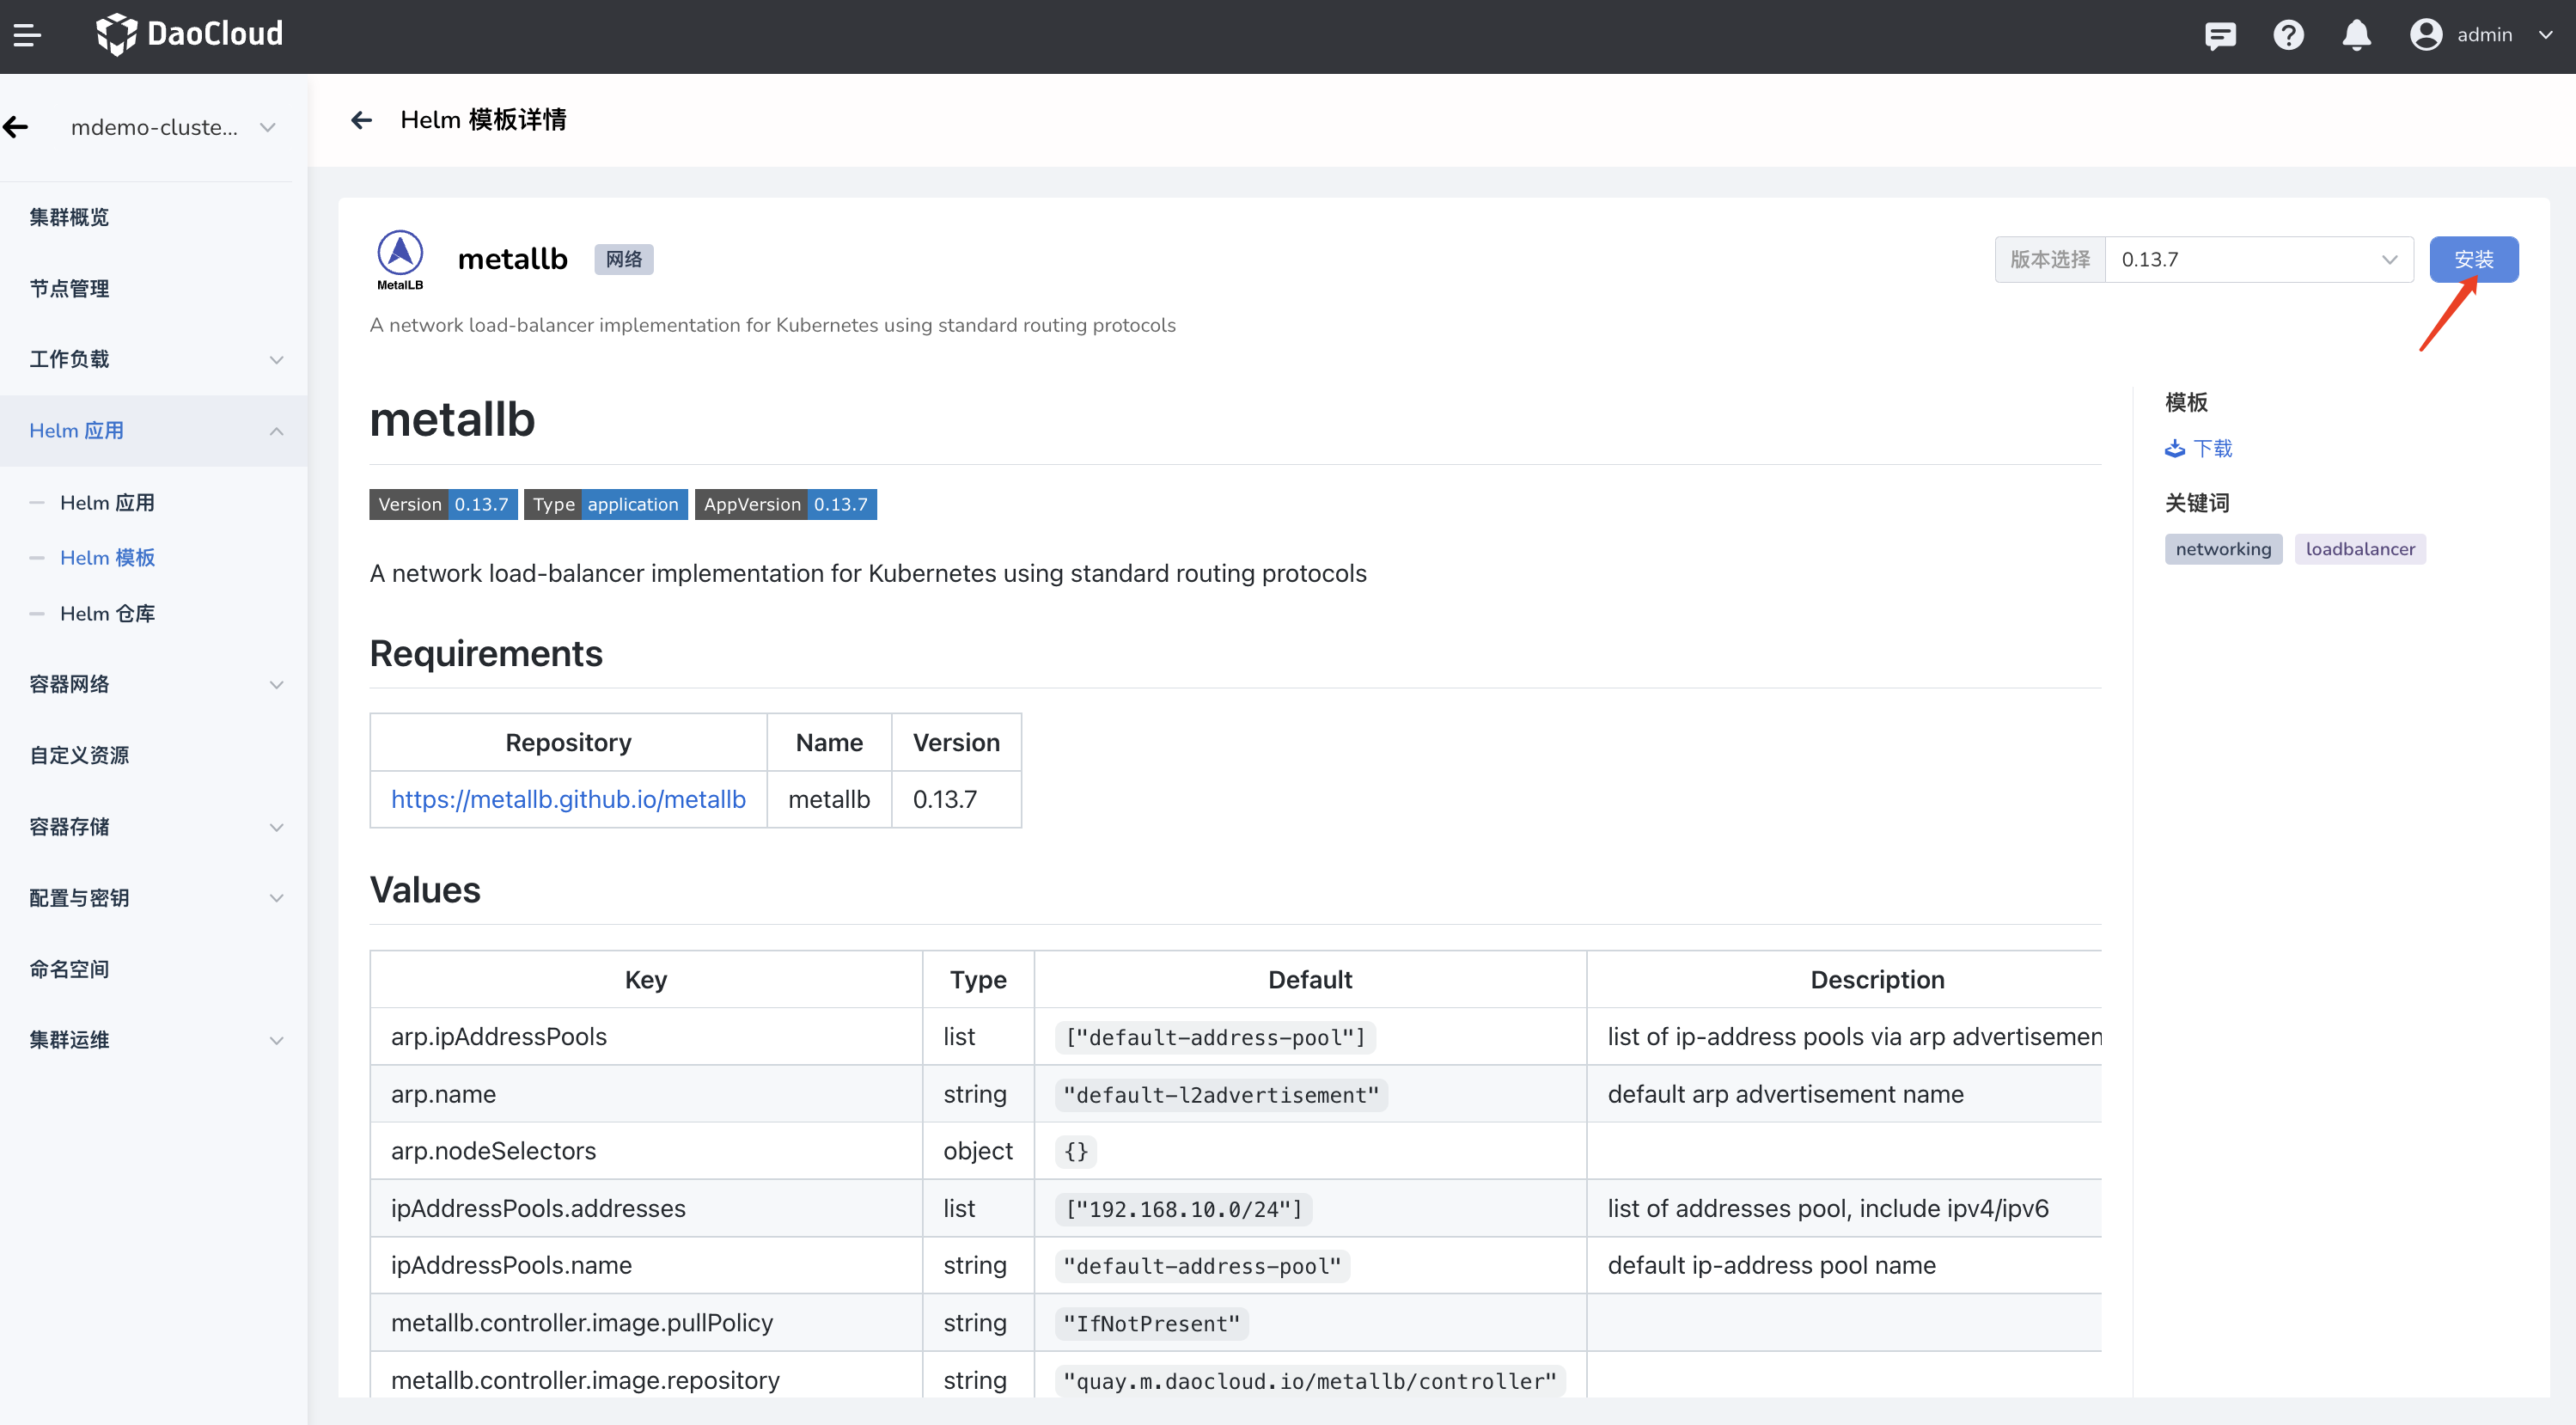 DaoCloud
admin
mdemo-cluste...
集群概览
节点管理
工作负载
Helm 应用
Helm 应用
Helm 模板
Helm 仓库
容器网络
自定义资源
容器存储
配置与密钥
命名空间
集群运维
Helm 模板详情
MetalLB
metallb
网络
版本选择
0.13.7
安装
A network load-balancer implementation for Kubernetes using standard routing protocols
metallb
Version 0.13.7 Type application AppVersion 0.13.7
A network load-balancer implementation for Kubernetes using standard routing protocols
Requirements
Repository Name Version
https://metallb.github.io/metallb metallb 0.13.7
Values
Key Type Default Description
arp.ipAddressPools list ["default-address-pool"] list of ip-address pools via arp advertisemen
arp.name string "default-l2advertisement" default arp advertisement name
arp.nodeSelectors object {}
ipAddressPools.addresses list ["192.168.10.0/24"] list of addresses pool, include ipv4/ipv6
ipAddressPools.name string "default-address-pool" default ip-address pool name
metallb.controller.image.pullPolicy string "IfNotPresent"
metallb.controller.image.repository string "quay.m.daocloud.io/metallb/controller"
模板
下载
关键词
networking loadbalancer